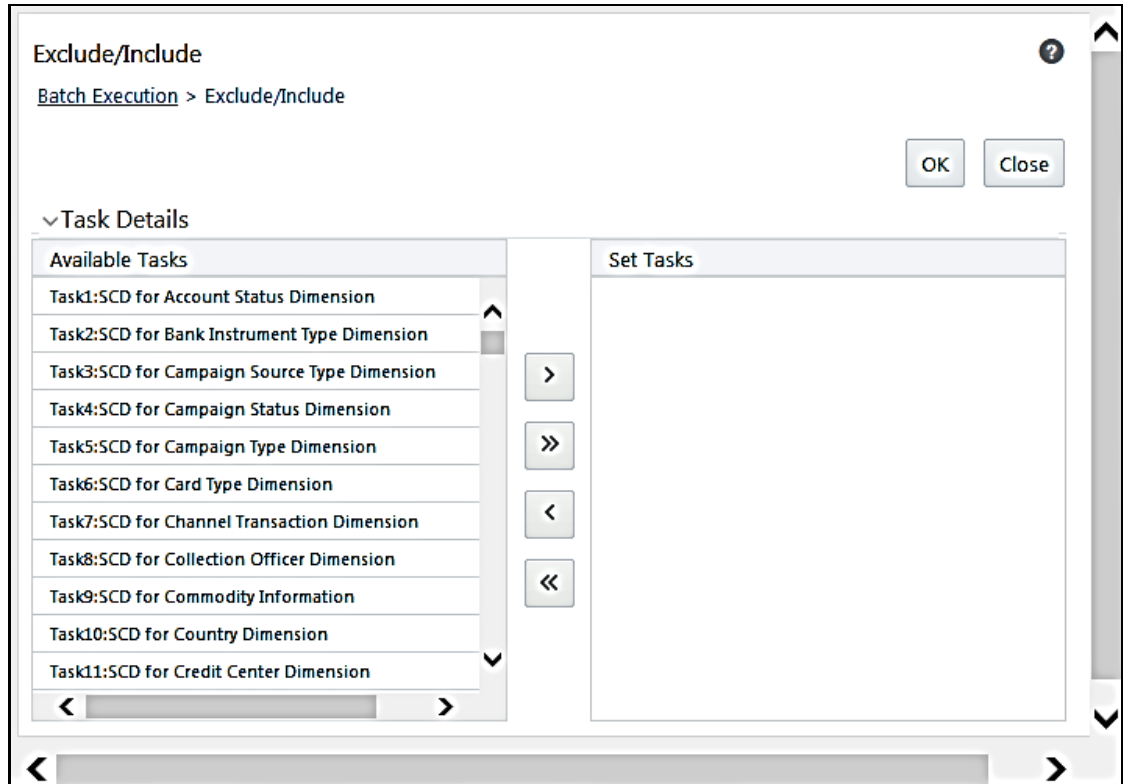 Exclude/Include
Batch Execution > Exclude/Include
OK
Close
Task Details
Available Tasks
Set Tasks
Task1:SCD for Account Status Dimension
Task2:SCD for Bank Instrument Type Dimension
Task3:SCD for Campaign Source Type Dimension
Task4:SCD for Campaign Status Dimension
Task5:SCD for Campaign Type Dimension
Task6:SCD for Card Type Dimension
Task7:SCD for Channel Transaction Dimension
Task8:SCD for Collection Officer Dimension
Task9:SCD for Commodity Information
Task10:SCD for Country Dimension
Task11:SCD for Credit Center Dimension